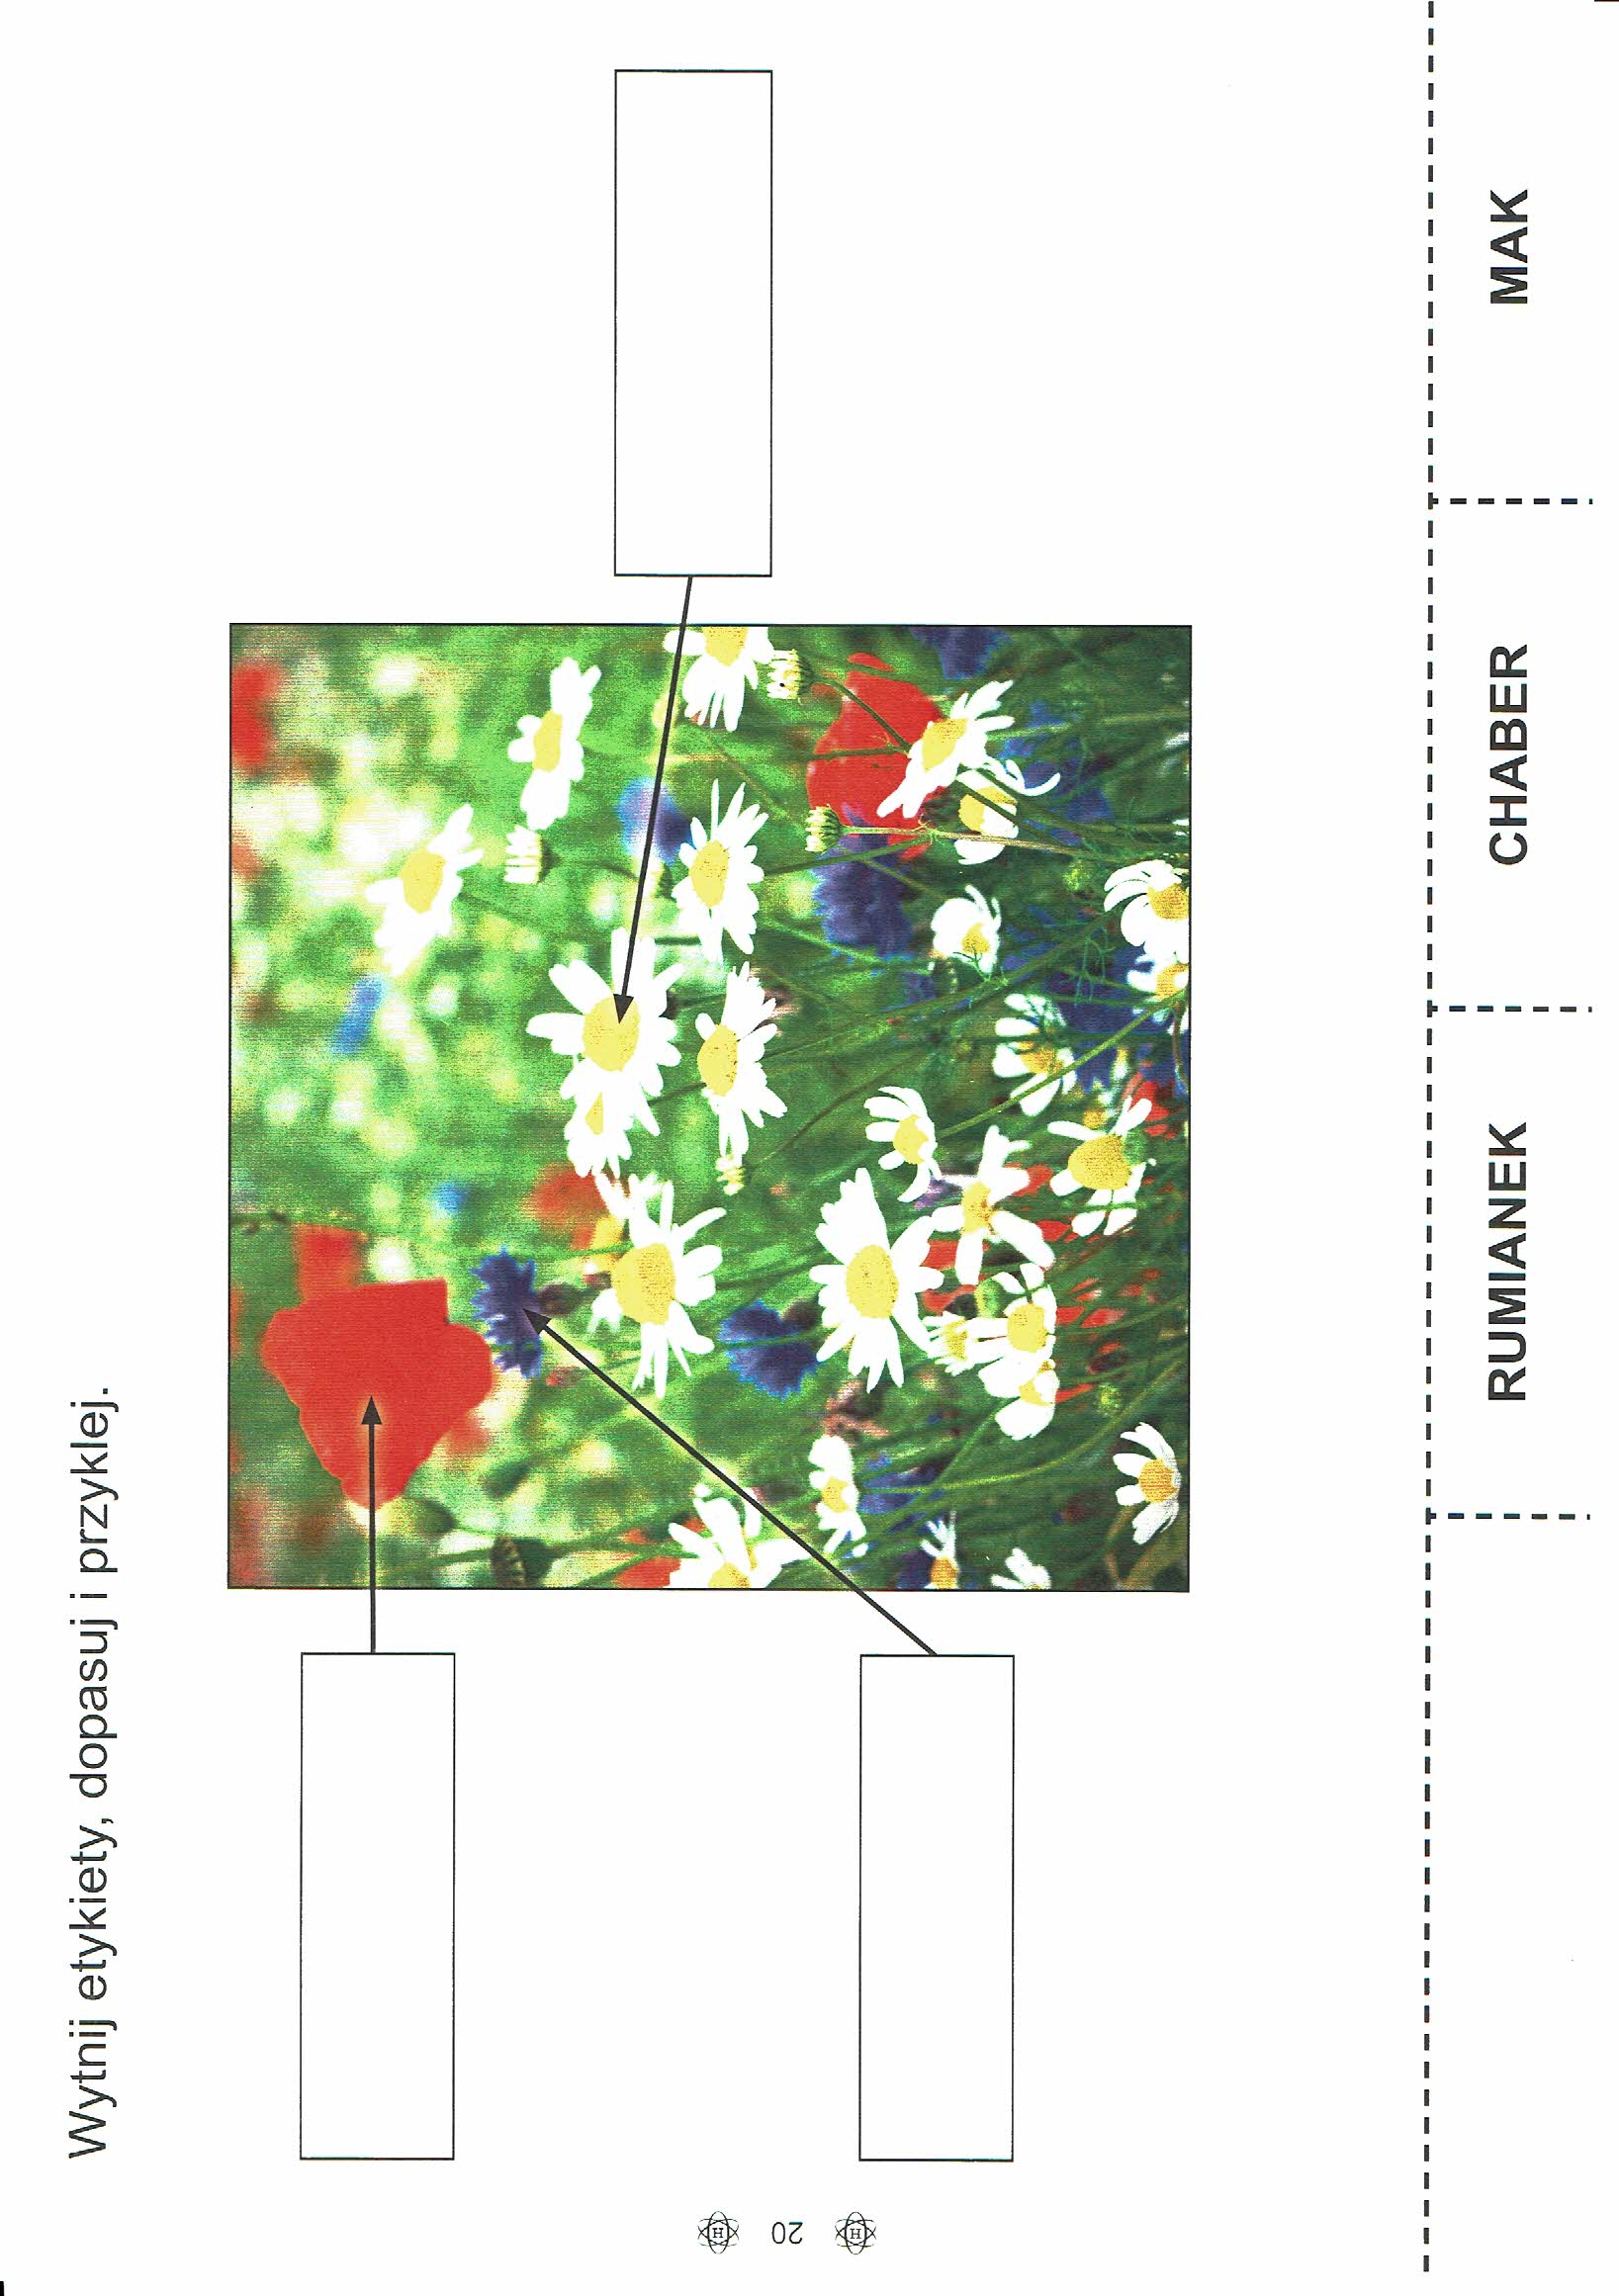 Wytnij etykiety, dopasuj i przyklej.
RUMIANEK
CHABER
MAK
H 20 H